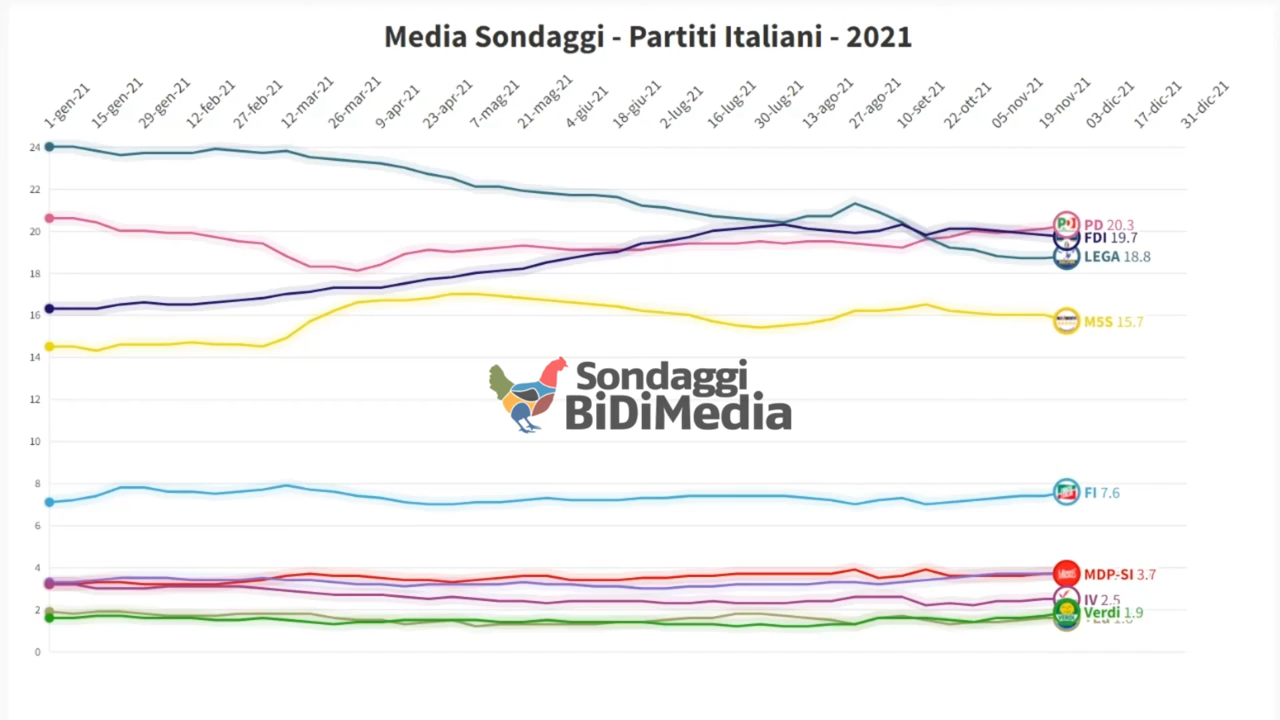 Media Sondaggi - Partiti Italiani - 2021
1-gen-21
15-gen-21
29-gen-21
12-feb-21
27-feb-21
12-mar-21
26-mar-21
9-apr-21
23-apr-21
7-mag-21
21-mag-21
4-giu-21
18-giu-21
2-lug-21
16-lug-21
30-lug-21
13-ago-21
27-ago-21
10-set-21
22-ott-21
05-nov-21
19-nov-21
03-dic-21
17-dic-21
31-dic-21
24
22
20
18
16
14
12
10
8
6
4
2
0
PD 20.3
FDI 19.7
LEGA 18.8
M5S 15.7
Sondaggi
BiDiMedia
FI 7.6
MDP-SI 3.7
IV 2.5
Verdi 1.9